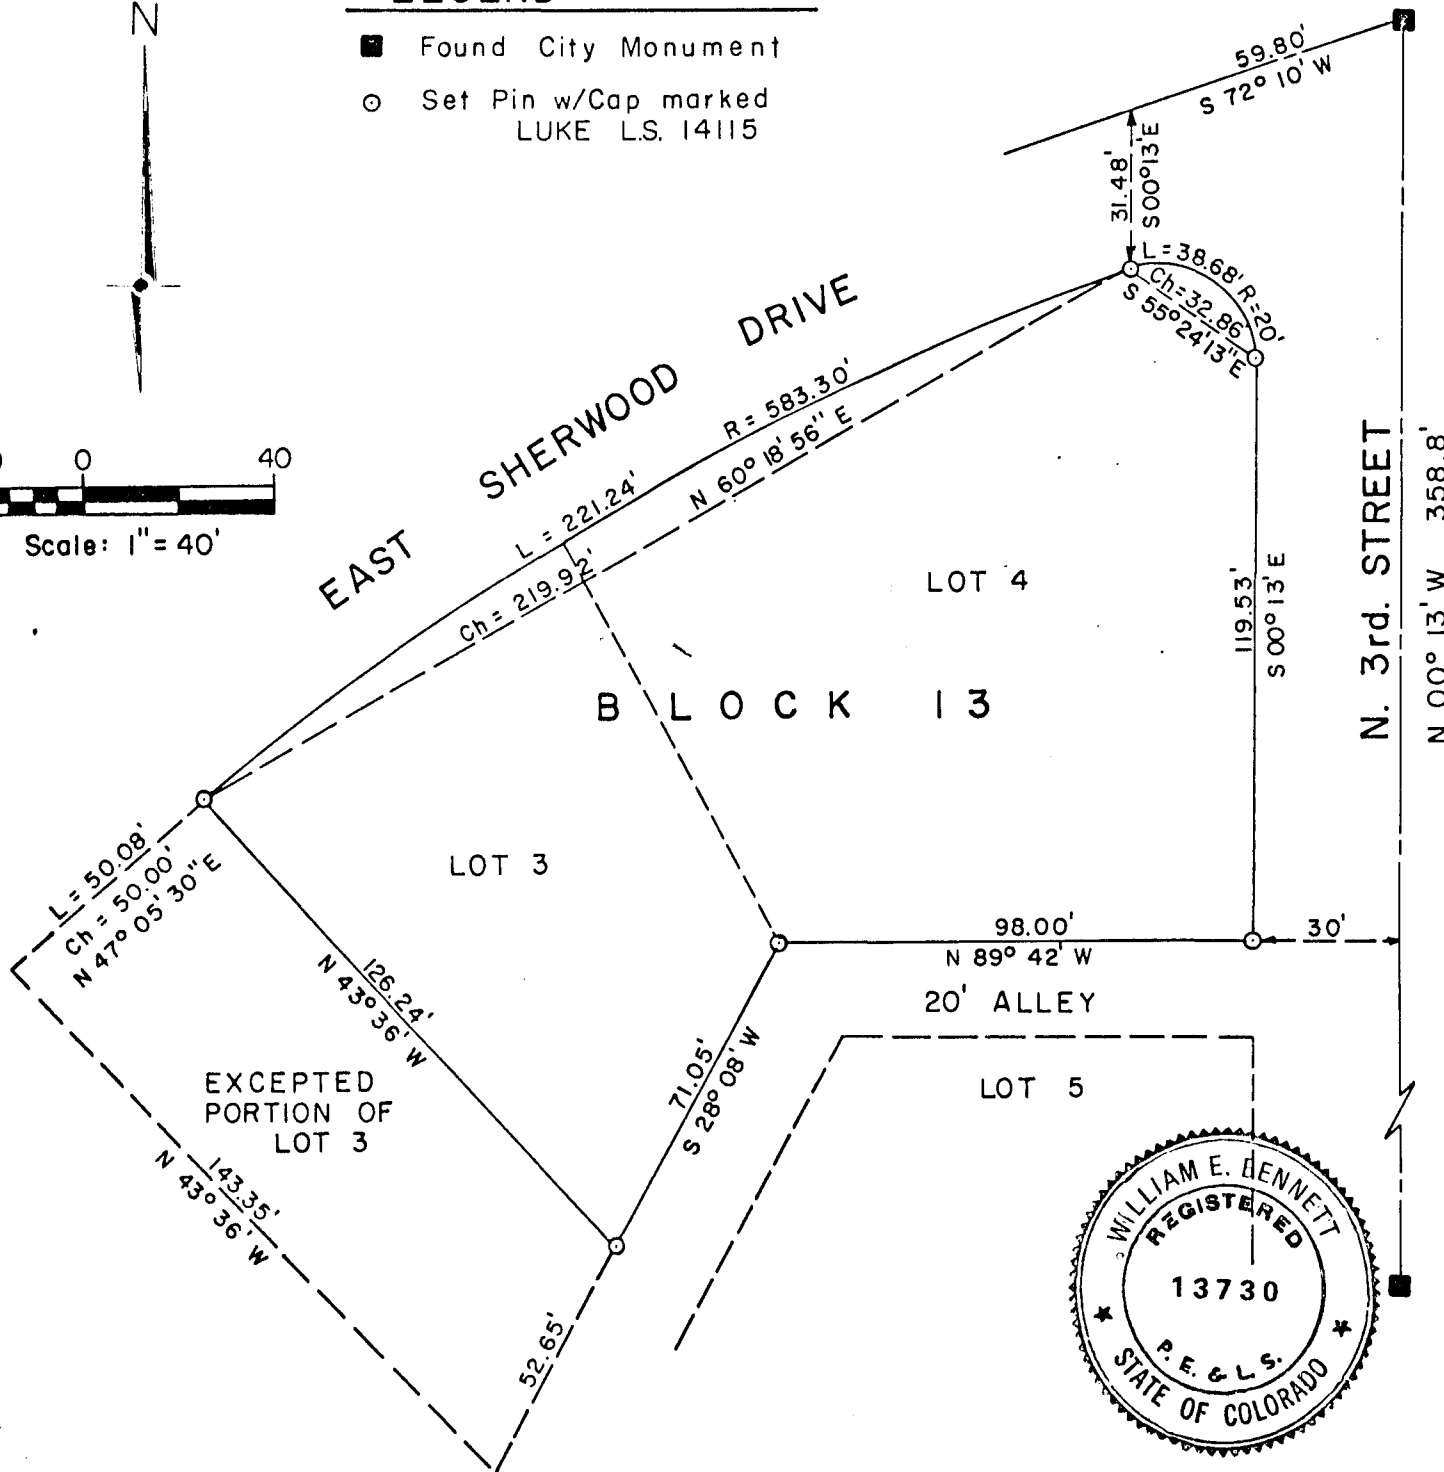 N
LEGEND
Found City Monument
Set Pin w/Cap marked
LUKE L.S. 14115
59.80'
S 72° 10' W
31.48'
S 00°13' E
L = 38.68' R = 20'
Ch = 32.86'
S 55° 24' 13" E
EAST SHERWOOD DRIVE
R = 583.30'
L = 221.24'
N 60° 18' 56" E
Ch = 219.92'
0 40
Scale: 1" = 40'
LOT 4
119.53'
S 00° 13' E
N. 3rd. STREET
N 00° 13' W 358.8'
BLOCK 13
LOT 3
L = 50.08'
Ch = 50.00'
N 47° 05' 30" E
98.00'
N 89° 42' W
30'
20' ALLEY
126.24'
N 43° 36' W
71.05'
S 28° 08' W
LOT 5
EXCEPTED
PORTION OF
LOT 3
143.35'
N 43° 36' W
52.65'
WILLIAM E. BENNETT
REGISTERED
13730
P. E. & L. S.
STATE OF COLORADO